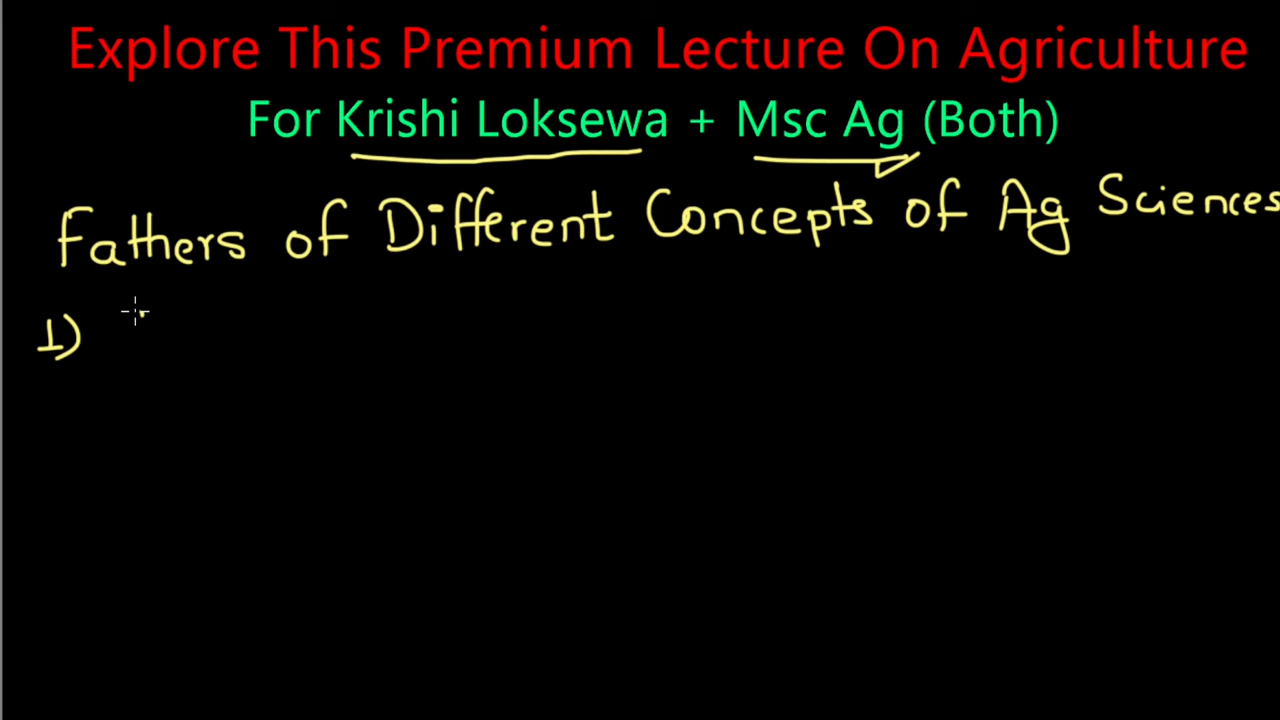 Explore This Premium Lecture On Agriculture
For Krishi Loksewa + Msc Ag (Both)
Fathers of Different Concepts of Ag Sciences
1)